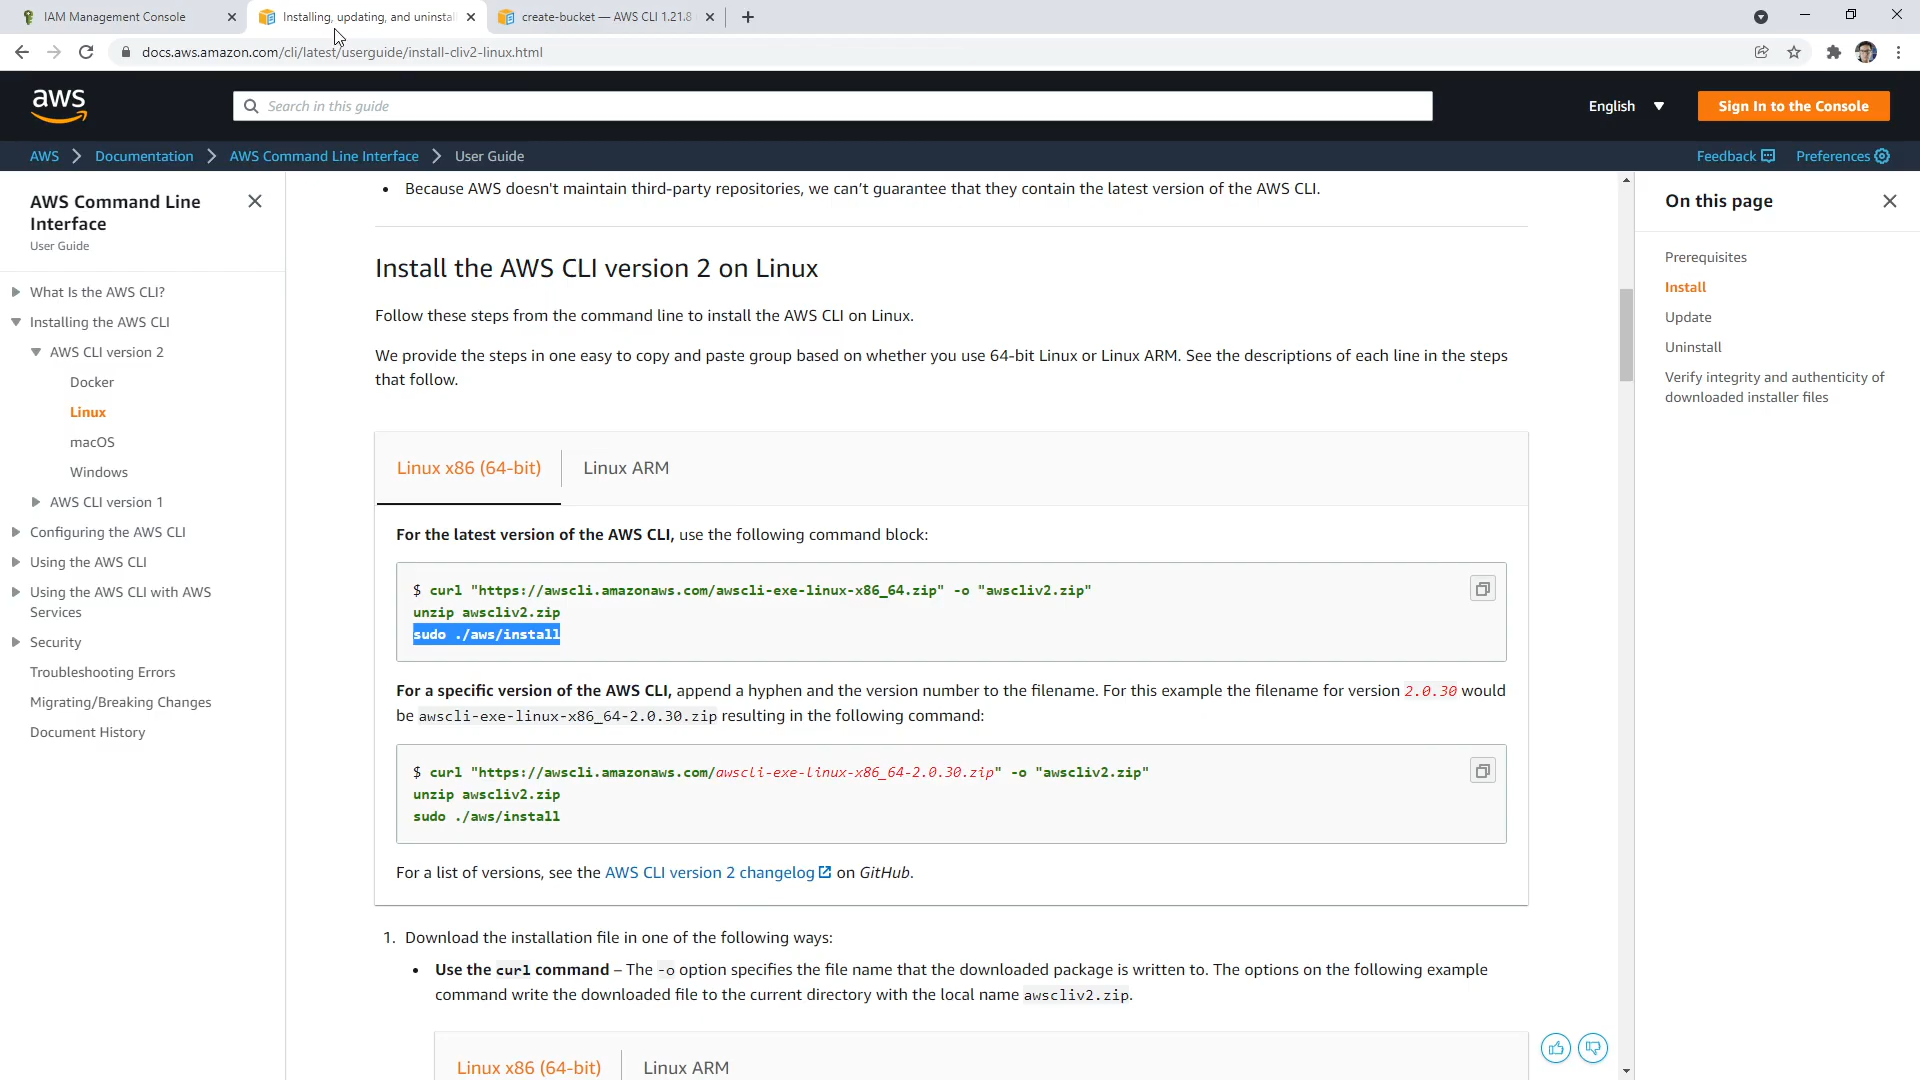 IAM Management Console
Installing, updating, and uninstal
create-bucket — AWS CLI 1.21.8
docs.aws.amazon.com/cli/latest/userguide/install-cliv2-linux.html
aws
Search in this guide
English
Sign In to the Console
AWS
Documentation
AWS Command Line Interface
User Guide
Feedback
Preferences
AWS Command Line
Interface
User Guide
What Is the AWS CLI?
Installing the AWS CLI
AWS CLI version 2
Docker
Linux
macOS
Windows
AWS CLI version 1
Configuring the AWS CLI
Using the AWS CLI
Using the AWS CLI with AWS
Services
Security
Troubleshooting Errors
Migrating/Breaking Changes
Document History
• Because AWS doesn't maintain third-party repositories, we can’t guarantee that they contain the latest version of the AWS CLI.
Install the AWS CLI version 2 on Linux
Follow these steps from the command line to install the AWS CLI on Linux.
We provide the steps in one easy to copy and paste group based on whether you use 64-bit Linux or Linux ARM. See the descriptions of each line in the steps
that follow.
Linux x86 (64-bit)
Linux ARM
For the latest version of the AWS CLI, use the following command block:
$ curl "https://awscli.amazonaws.com/awscli-exe-linux-x86_64.zip" -o "awscliv2.zip"
unzip awscliv2.zip
sudo ./aws/install
For a specific version of the AWS CLI, append a hyphen and the version number to the filename. For this example the filename for version 2.0.30 would
be awscli-exe-linux-x86_64-2.0.30.zip resulting in the following command:
$ curl "https://awscli.amazonaws.com/awscli-exe-linux-x86_64-2.0.30.zip" -o "awscliv2.zip"
unzip awscliv2.zip
sudo ./aws/install
For a list of versions, see the AWS CLI version 2 changelog on GitHub.
1. Download the installation file in one of the following ways:
• Use the curl command – The -o option specifies the file name that the downloaded package is written to. The options on the following example
command write the downloaded file to the current directory with the local name awscliv2.zip.
Linux x86 (64-bit)
Linux ARM
On this page
Prerequisites
Install
Update
Uninstall
Verify integrity and authenticity of
downloaded installer files